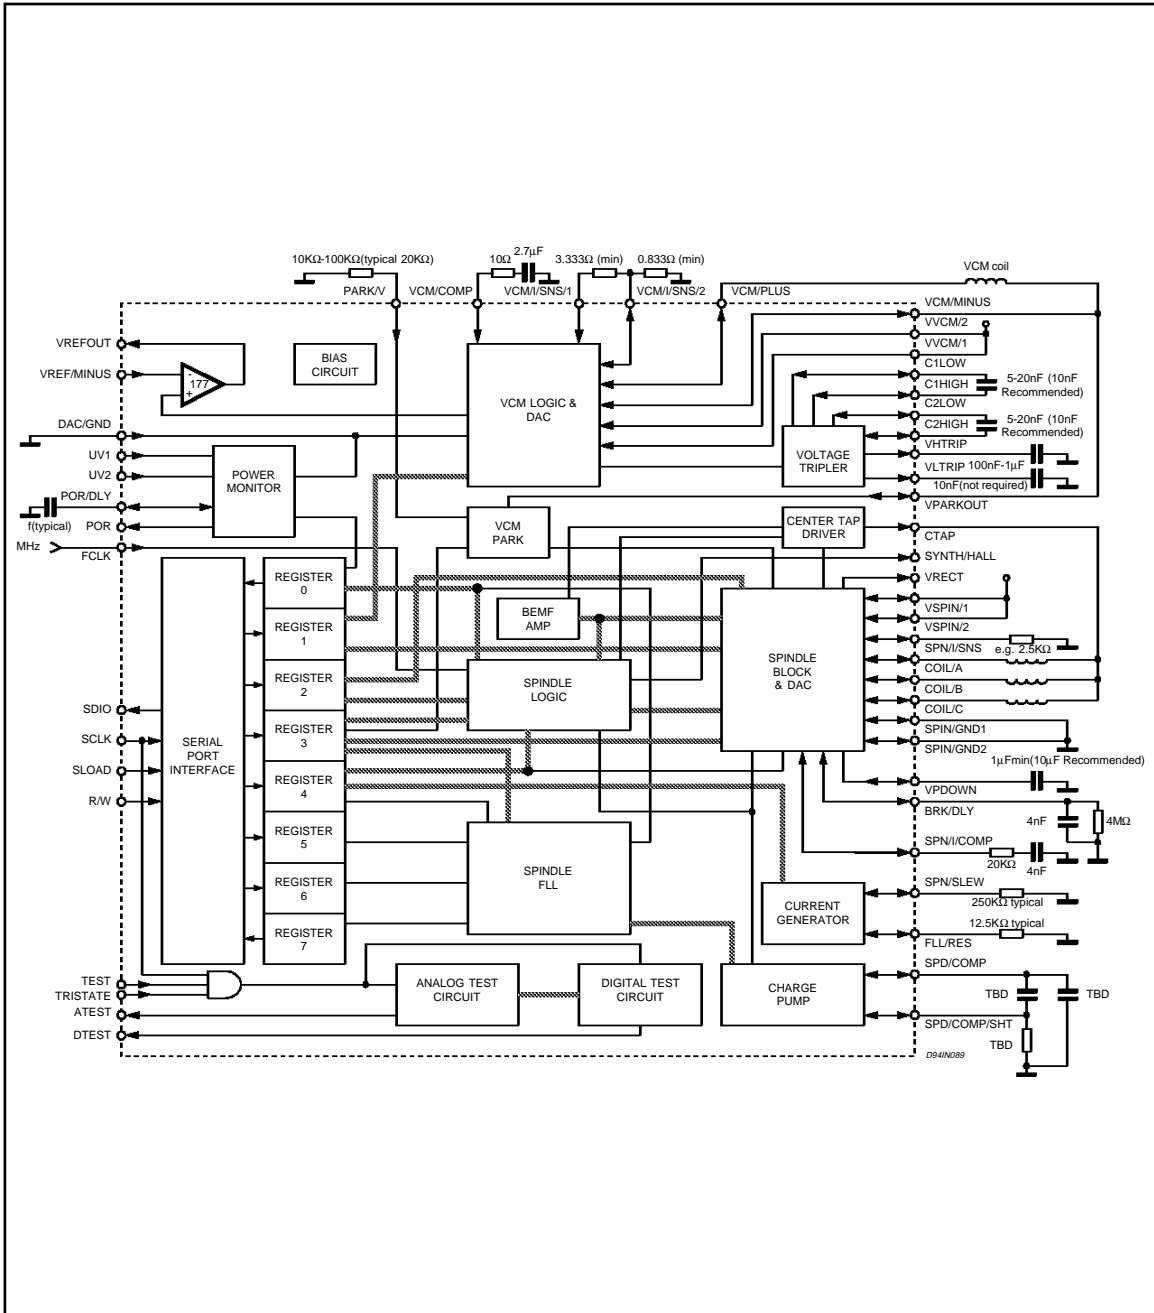 VCM coil
10KΩ-100KΩ(typical 20KΩ)
10Ω
2.7µF
3.333Ω (min)
0.833Ω (min)
PARK/V
VCM/COMP
VCM/I/SNS/1
VCM/I/SNS/2
VCM/PLUS
VCM/MINUS
VVCM/2
VVCM/1
C1LOW
C1HIGH
5-20nF (10nF
Recommended)
C2LOW
C2HIGH
5-20nF (10nF
Recommended)
VHTRIP
100nF-1µF
VLTRIP
10nF(not required)
VPARKOUT
CTAP
SYNTH/HALL
VRECT
VSPIN/1
VSPIN/2
SPN/I/SNS
e.g. 2.5KΩ
COIL/A
COIL/B
COIL/C
SPIN/GND1
SPIN/GND2
1µFmin(10µF Recommended)
VPDOWN
BRK/DLY
4nF
4MΩ
SPN/I/COMP
20KΩ
4nF
SPN/SLEW
250KΩ typical
12.5KΩ typical
FLL/RES
SPD/COMP
TBD
TBD
SPD/COMP/SHT
TBD
D94IN089
VREFOUT
VREF/MINUS
-
177
+
DAC/GND
UV1
UV2
POR/DLY
f(typical)
POR
MHz
FCLK
SDIO
SCLK
SLOAD
R/W
TEST
TRISTATE
ATEST
DTEST
BIAS
CIRCUIT
VCM LOGIC &
DAC
VOLTAGE
TRIPLER
POWER
MONITOR
VCM
PARK
CENTER TAP
DRIVER
SERIAL
PORT
INTERFACE
REGISTER
0
REGISTER
1
REGISTER
2
REGISTER
3
REGISTER
4
REGISTER
5
REGISTER
6
REGISTER
7
BEMF
AMP
SPINDLE
LOGIC
SPINDLE
BLOCK
& DAC
SPINDLE
FLL
CURRENT
GENERATOR
ANALOG TEST
CIRCUIT
DIGITAL TEST
CIRCUIT
CHARGE
PUMP